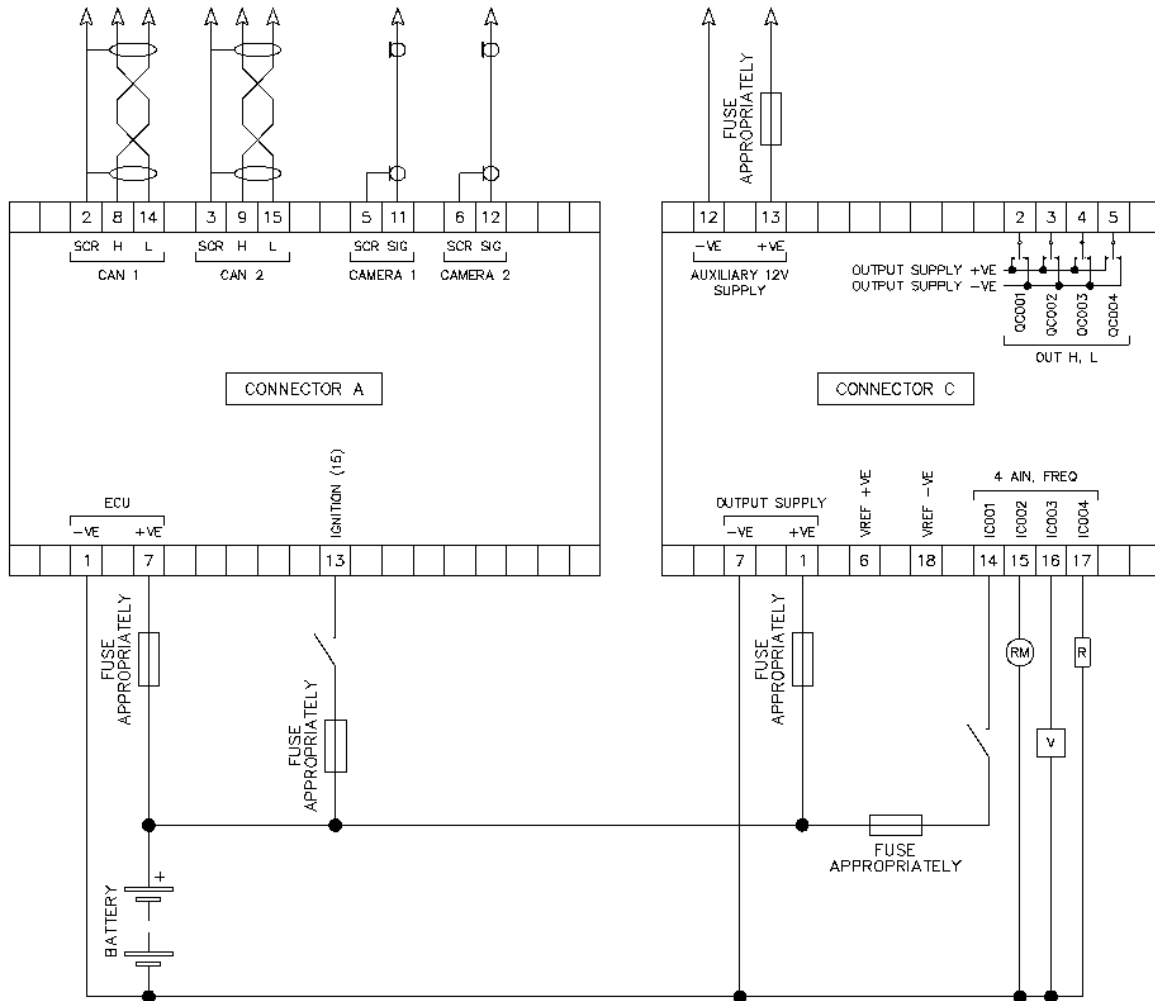 FUSE
APPROPRIATELY
2 8 14 3 9 15 5 11 6 12
SCR H L SCR H L SCR SIG SCR SIG
CAN 1 CAN 2 CAMERA 1 CAMERA 2
CONNECTOR A
IGNITION (15)
ECU
-VE +VE
1 7 13
12 13 2 3 4 5
-VE +VE
AUXILIARY 12V
SUPPLY
OUTPUT SUPPLY +VE
OUTPUT SUPPLY -VE
QC001
QC002
QC003
QC004
OUT H, L
CONNECTOR C
4 AIN, FREQ
OUTPUT SUPPLY
-VE +VE
VREF +VE
VREF -VE
IC001
IC002
IC003
IC004
7 1 6 18 14 15 16 17
FUSE
APPROPRIATELY
FUSE
APPROPRIATELY
FUSE
APPROPRIATELY
RM
R
V
FUSE
APPROPRIATELY
+
BATTERY